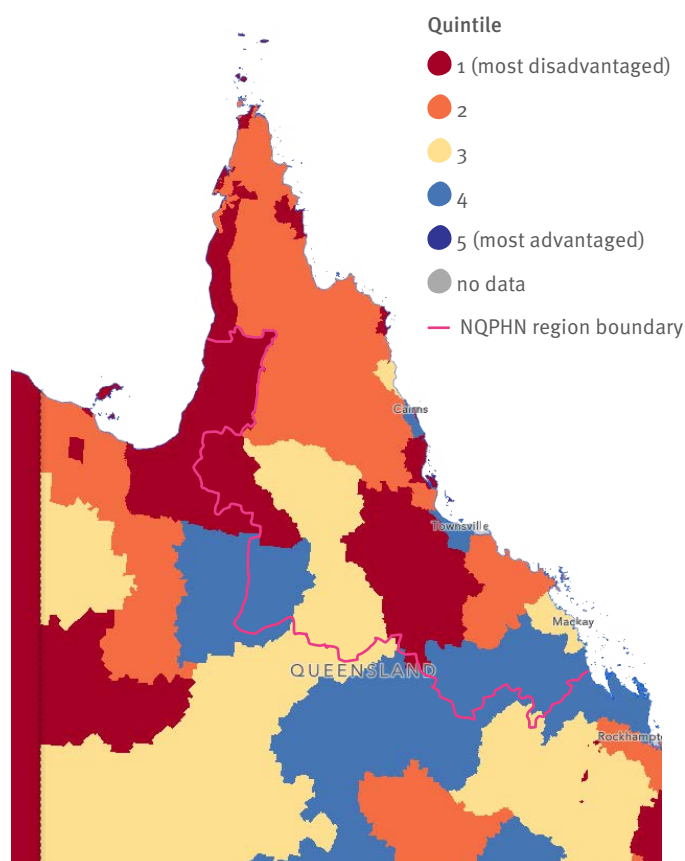 Quintile
1 (most disadvantaged)
2
3
4
5 (most advantaged)
no data
NQPHN region boundary
Cairns
Townsville
Mackay
QUEENSLAND
Rockhampt